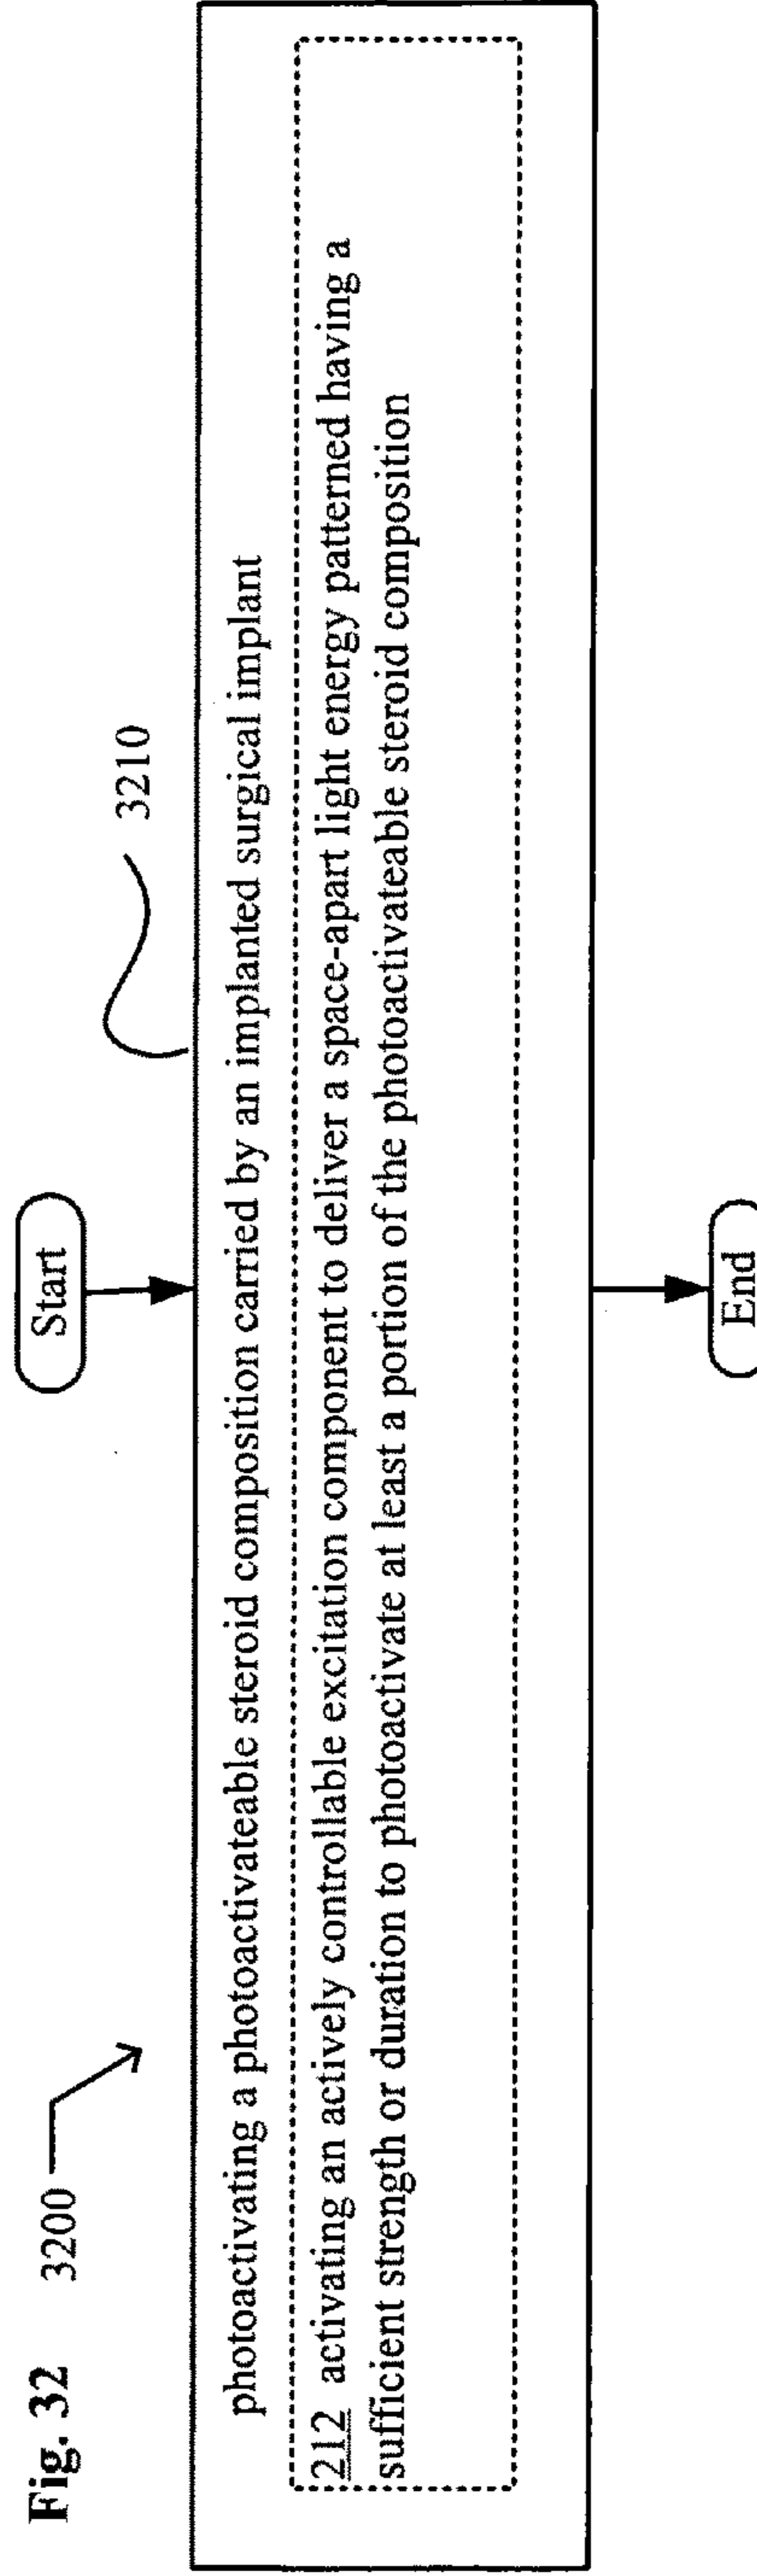 Fig. 32
3200
Start
3210
photoactivating a photoactivateable steroid composition carried by an implanted surgical implant
212 activating an actively controllable excitation component to deliver a space-apart light energy patterned having a
sufficient strength or duration to photoactivate at least a portion of the photoactivateable steroid composition
End